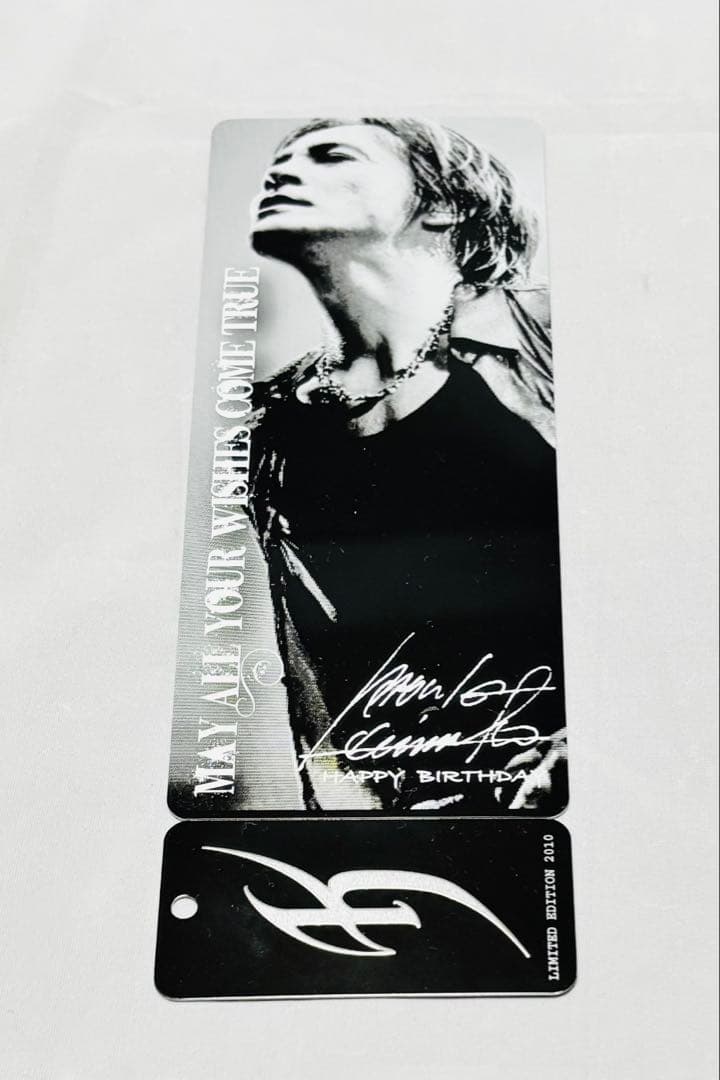 MAY ALL YOUR WISHES COME TRUE
HAPPY BIRTHDAY
LIMITED EDITION 2010